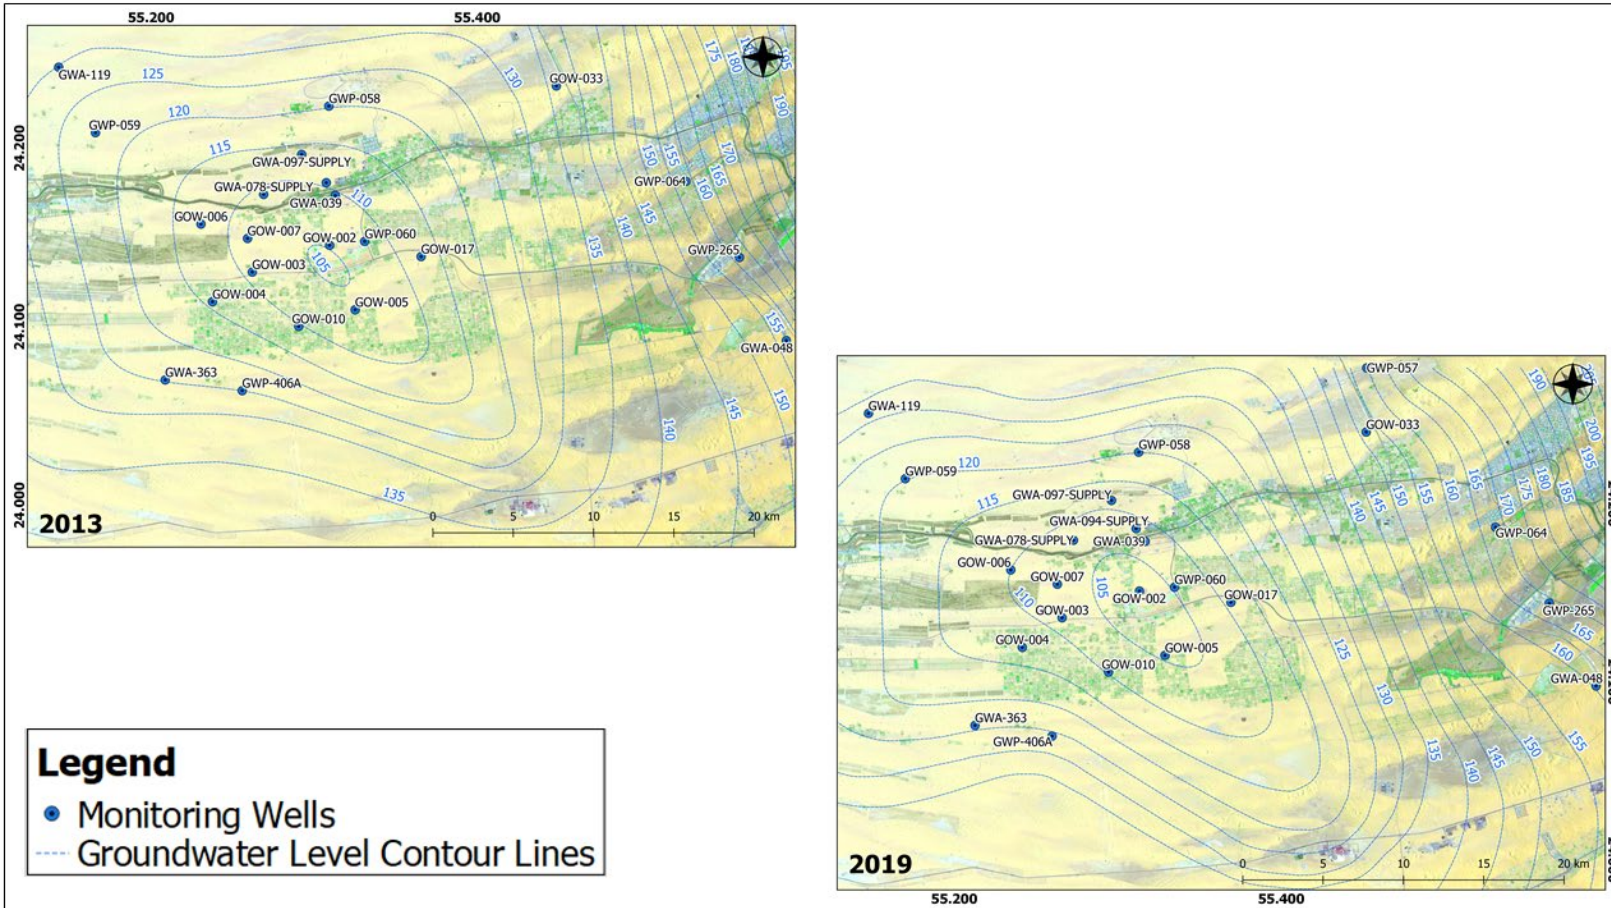 55.200
55.400
24.200
24.100
24.000
125
130
175
180
195
GWA-119
GOW-033
GWP-058
120
190
GWP-059
115
GWA-097-SUPPLY
150
155
170
165
GWP-064
160
GWA-078-SUPPLY
GWA-039
110
145
140
135
GOW-006
GOW-007
GOW-002
GWP-060
GOW-017
GWP-265
105
GOW-003
GOW-004
GOW-005
GOW-010
155
GWA-048
GWA-363
GWP-406A
150
145
140
135
2013
0
5
10
15
20 km
GWP-057
190
GWA-119
GOW-033
200
GWP-058
195
120
GWP-059
165
180
160
175
185
155
150
145
140
170
115
GWA-097-SUPPLY
GWA-094-SUPPLY
GWA-078-SUPPLY
GWA-039
GWP-064
GOW-006
GOW-007
105
GWP-060
110
GOW-002
GOW-017
GWP-265
GOW-003
165
GOW-004
GOW-005
125
160
GOW-010
GWA-048
130
GWA-363
GWP-406A
135
140
145
150
155
2019
0
5
10
15
20 km
55.200
55.400
Legend
Monitoring Wells
Groundwater Level Contour Lines